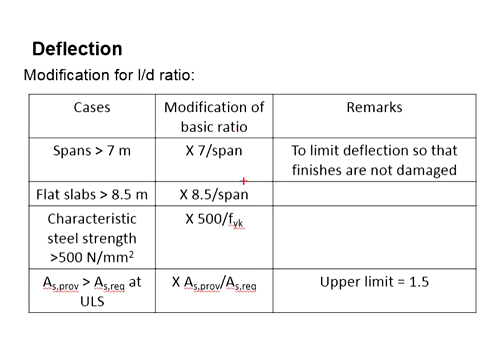 Deflection
Modification for l/d ratio:
Cases
Modification of
basic ratio
Remarks
Spans > 7 m
X 7/span
To limit deflection so that
finishes are not damaged
Flat slabs > 8.5 m
X 8.5/span
Characteristic
steel strength
>500 N/mm²
X 500/fyk
As,prov > As,req at
ULS
X As,prov/As,req
Upper limit = 1.5